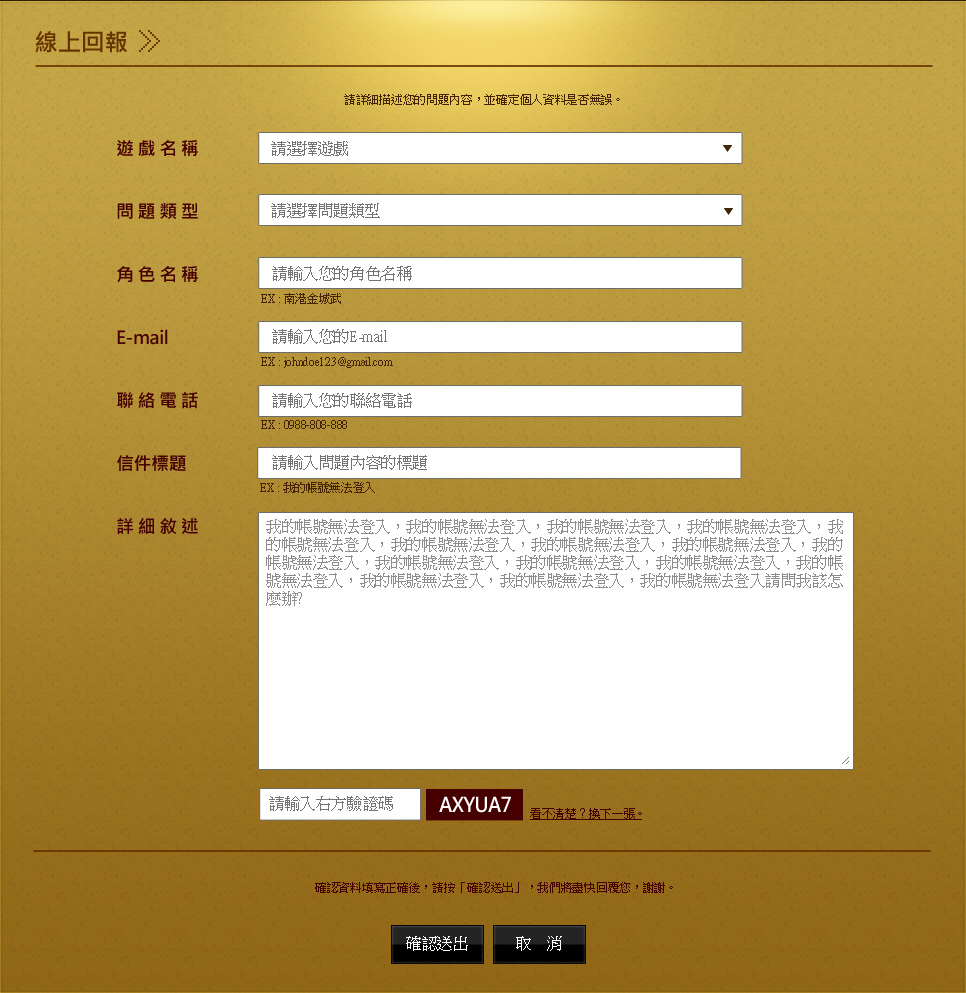 線上回報
請詳細描述您的問題內容，並確定個人資料是否無誤。
遊戲名稱
請選擇遊戲
問題類型
請選擇問題類型
角色名稱
請輸入您的角色名稱
EX : 南港金城武
E-mail
請輸入您的E-mail
EX : johndoe123@gmail.com
聯絡電話
請輸入您的聯絡電話
EX : 0988-808-888
信件標題
請輸入問題內容的標題
EX : 我的帳號無法登入
詳細敘述
我的帳號無法登入，我的帳號無法登入，我的帳號無法登入，我的帳號無法登入，我
的帳號無法登入，我的帳號無法登入，我的帳號無法登入，我的帳號無法登入，我的
帳號無法登入，我的帳號無法登入，我的帳號無法登入，我的帳號無法登入，我的帳
號無法登入，我的帳號無法登入，我的帳號無法登入，我的帳號無法登入請問我該怎
麼辦?
請輸入右方驗證碼
AXYUA7
看不清楚？換下一張。
確認資料填寫正確後，請按「確認送出」，我們將盡快回覆您，謝謝。
確認送出
取 消